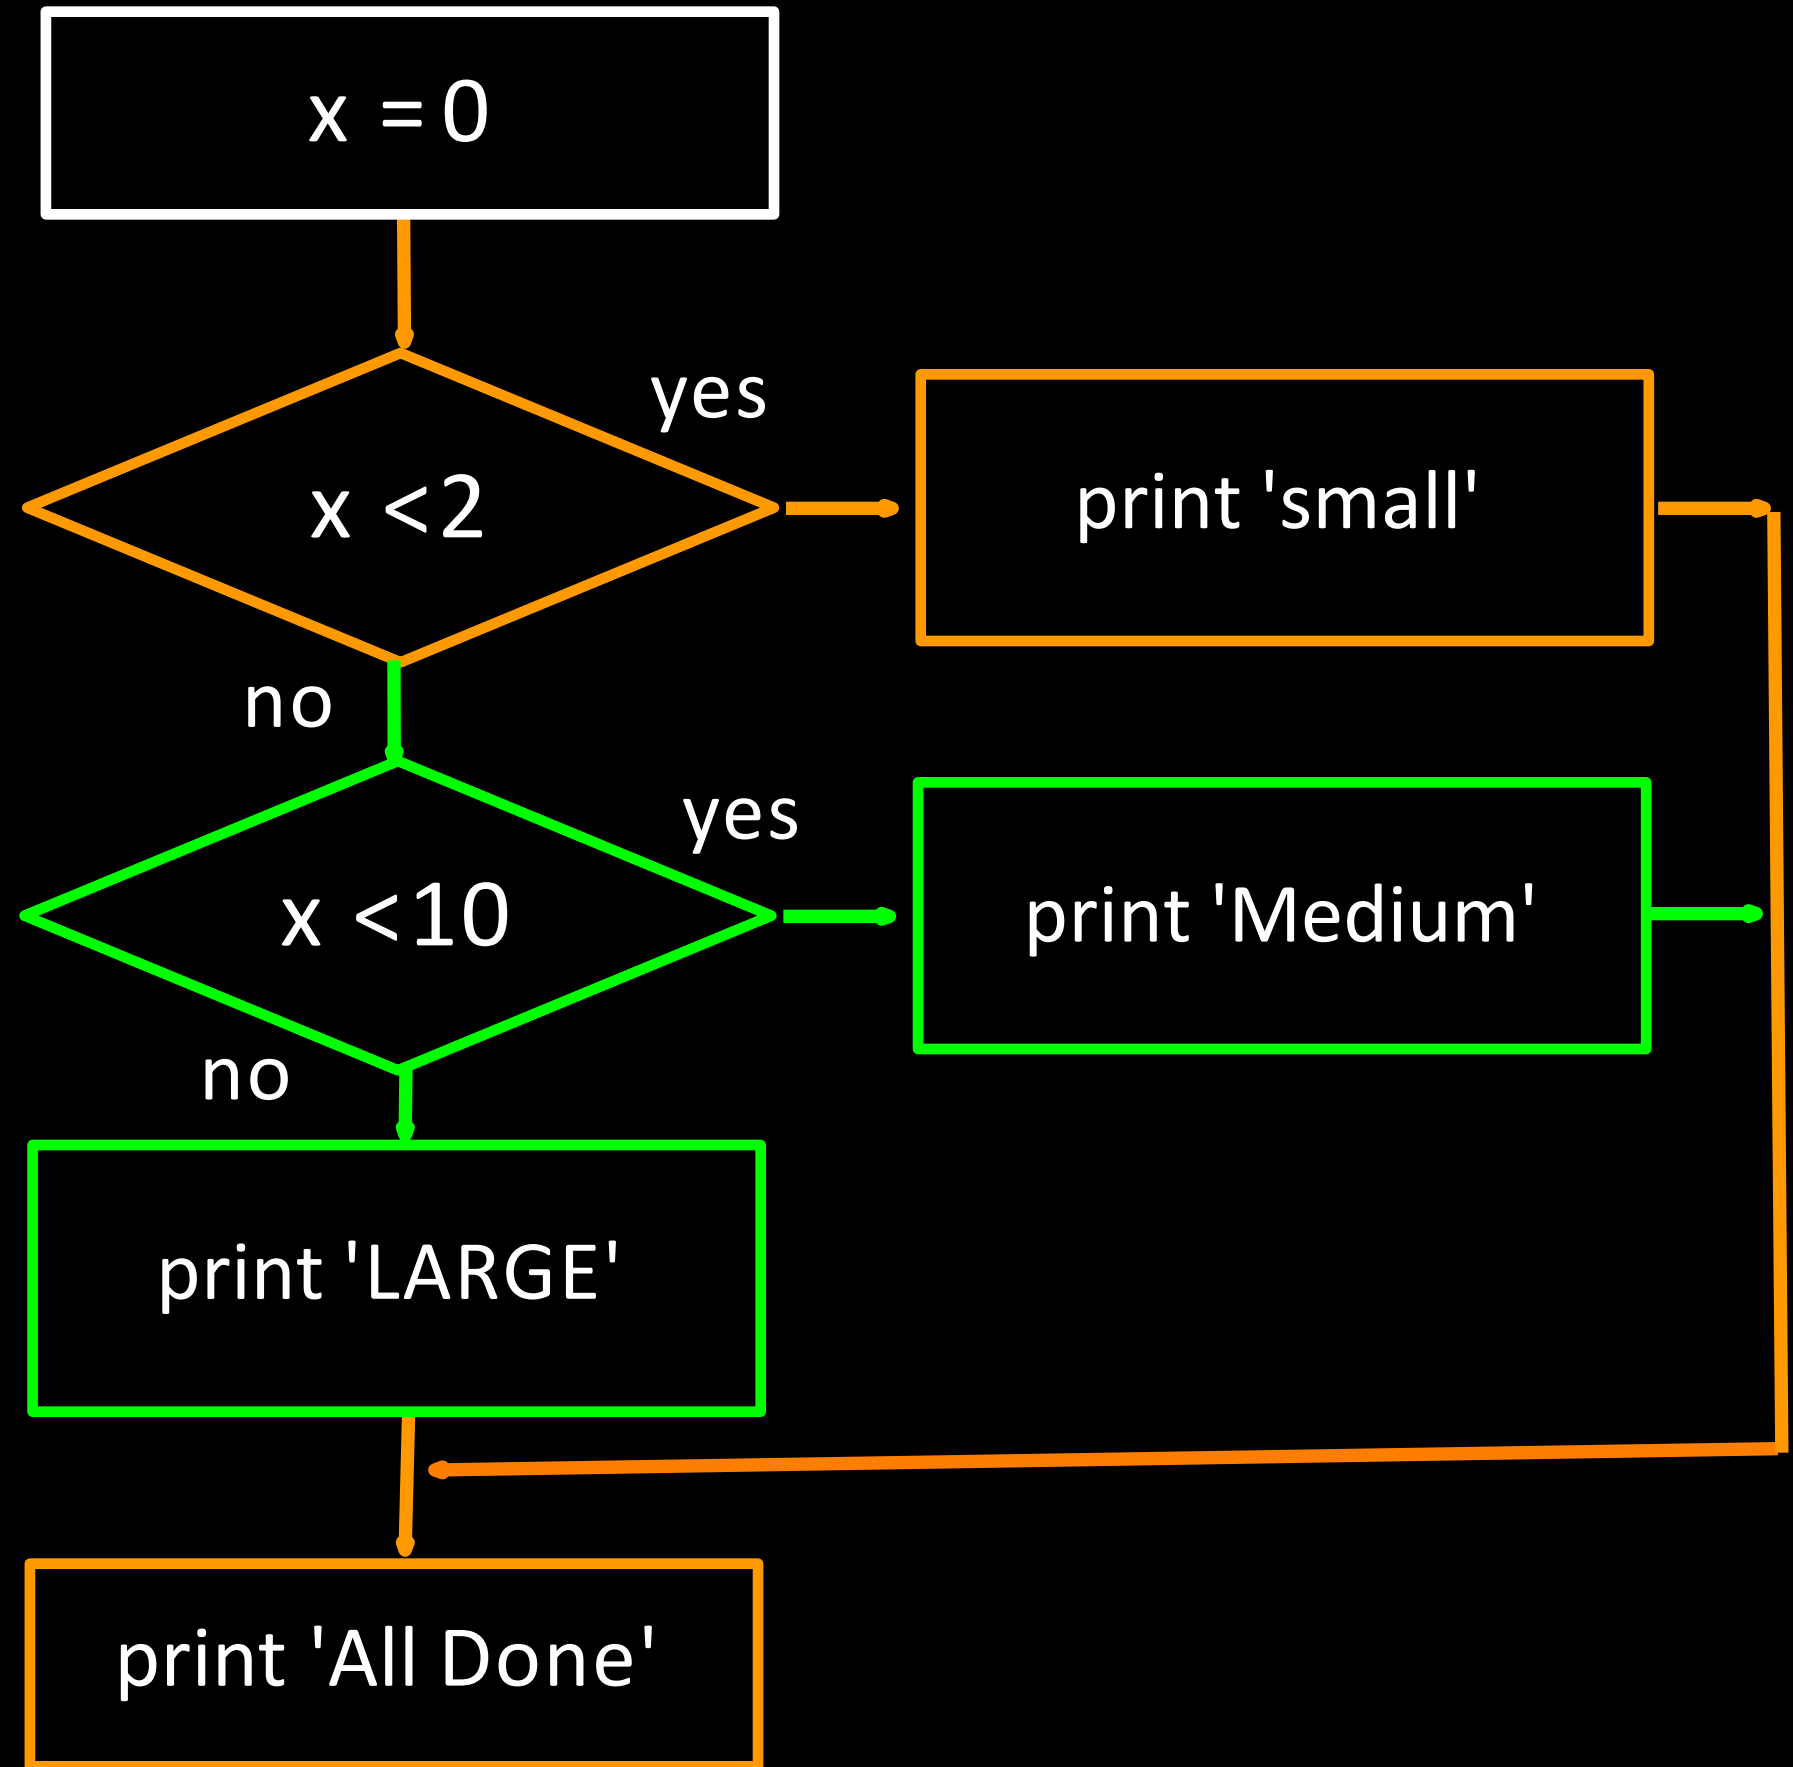 x = 0
yes
x < 2
print 'small'
no
yes
x < 10
print 'Medium'
no
print 'LARGE'
print 'All Done'